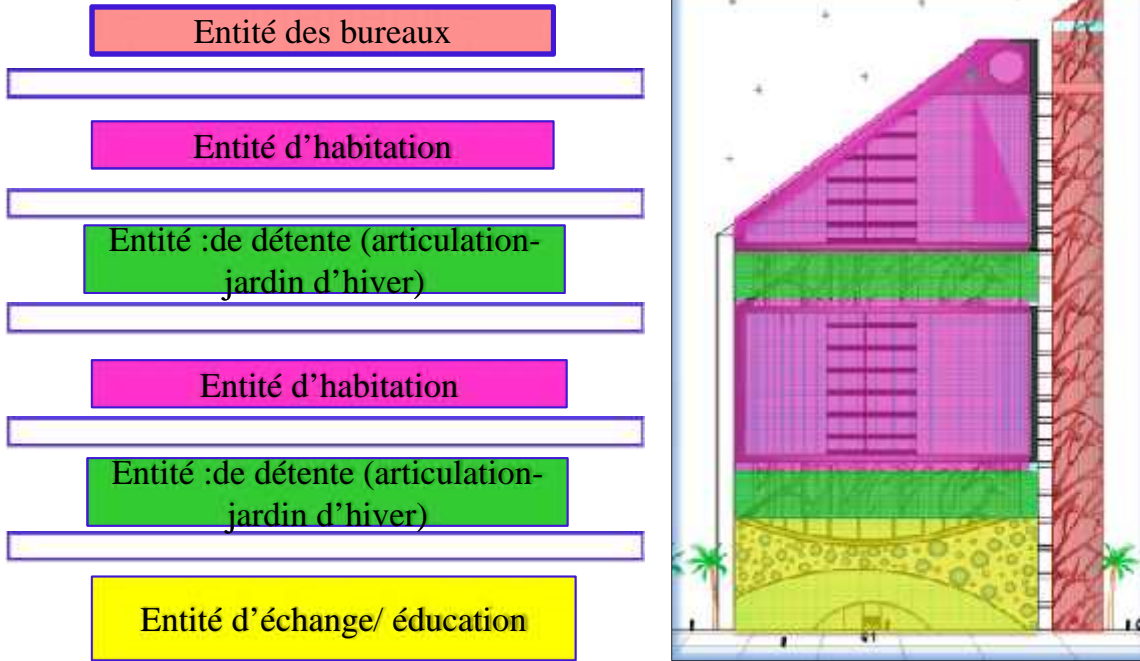 Entité des bureaux
Entité d’habitation
Entité :de détente (articulation-
jardin d’hiver)
Entité d’habitation
Entité :de détente (articulation-
jardin d’hiver)
Entité d’échange/ éducation